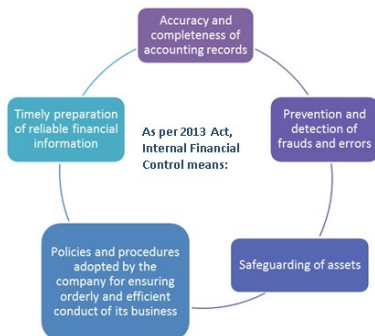 Accuracy and
completeness of
accounting records
Prevention and
detection of
frauds and errors
Safeguarding of assets
Policies and procedures
adopted by the
company for ensuring
orderly and efficient
conduct of its business
Timely preparation
of reliable financial
information
As per 2013 Act,
Internal Financial
Control means: